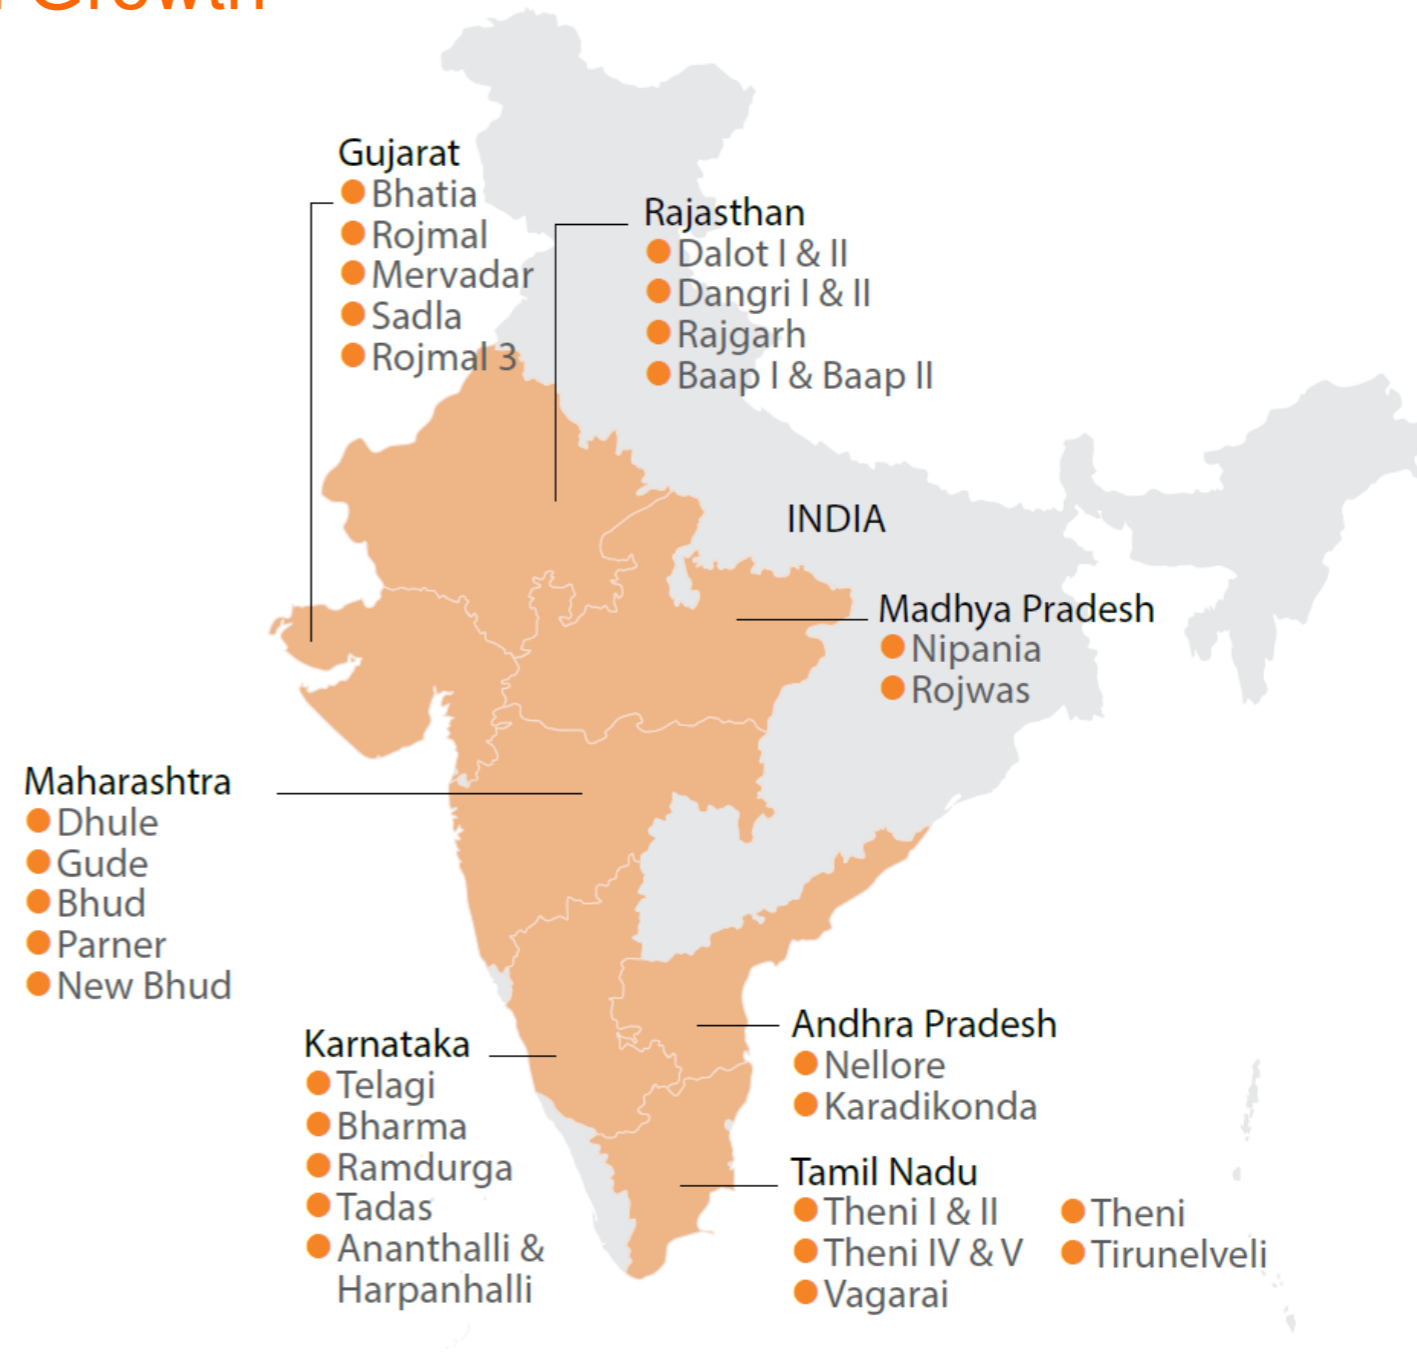 Growth
Gujarat
Bhatia
Rojmal
Mervadar
Sadla
Rojmal 3
Rajasthan
Dalot I & II
Dangri I & II
Rajgarh
Baap I & Baap II
INDIA
Madhya Pradesh
Nipania
Rojwas
Maharashtra
Dhule
Gude
Bhud
Parner
New Bhud
Karnataka
Telagi
Bharma
Ramdurga
Tadas
Ananthalli &
Harpanhalli
Andhra Pradesh
Nellore
Karadikonda
Tamil Nadu
Theni I & II
Theni IV & V
Vagarai
Theni
Tirunelveli